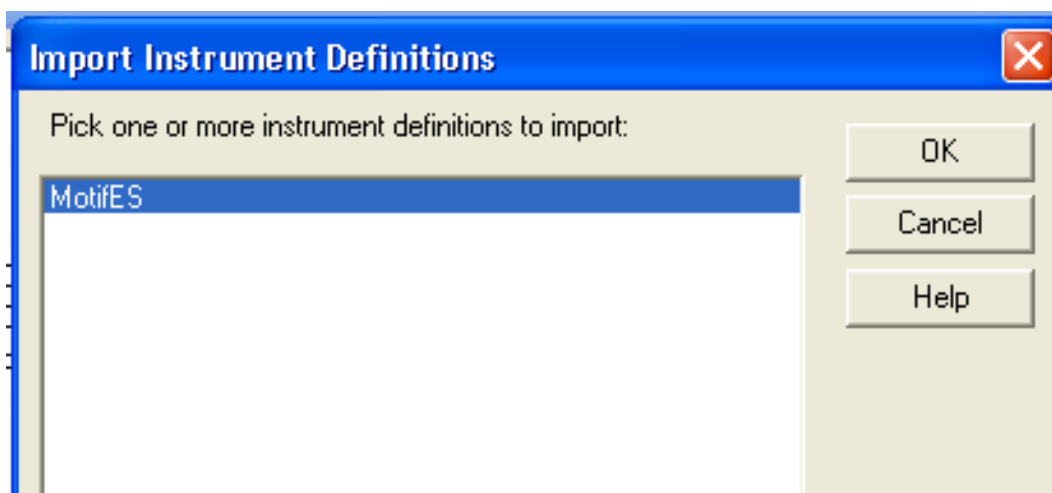 Import Instrument Definitions
Pick one or more instrument definitions to import:
MotifES
OK
Cancel
Help